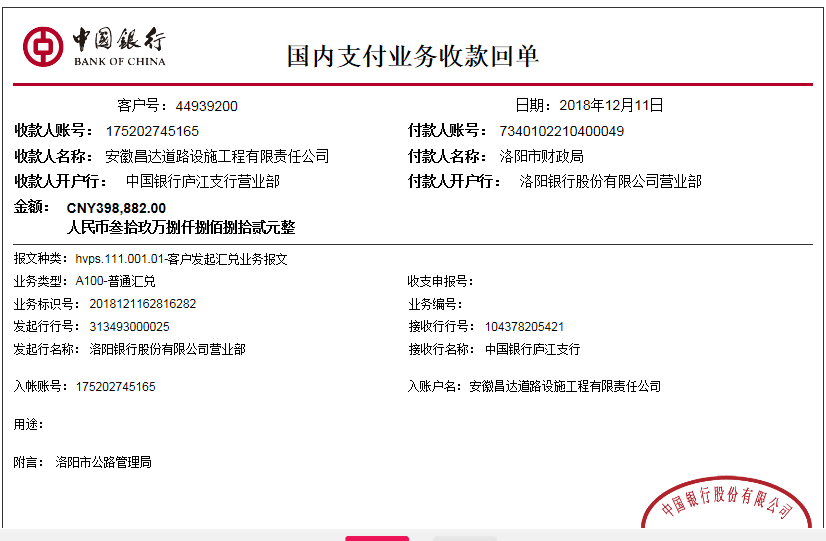 中国银行
BANK OF CHINA
国内支付业务收款回单
客户号：44939200 日期：2018年12月11日
收款人账号：175202745165 付款人账号：7340102210400049
收款人名称：安徽昌达道路设施工程有限责任公司 付款人名称：洛阳市财政局
收款人开户行：中国银行庐江支行营业部 付款人开户行：洛阳银行股份有限公司营业部
金额：CNY398,882.00
人民币叁拾玖万捌仟捌佰捌拾贰元整
报文种类：hvps.111.001.01-客户发起汇兑业务报文
业务类型：A100-普通汇兑 收支申报号：
业务标识号：2018121162816282 业务编号：
发起行行号：313493000025 接收行行号：104378205421
发起行名称：洛阳银行股份有限公司营业部 接收行名称：中国银行庐江支行
入帐账号：175202745165 入账户名：安徽昌达道路设施工程有限责任公司
用途：
附言：洛阳市公路管理局
中国银行股份有限公司